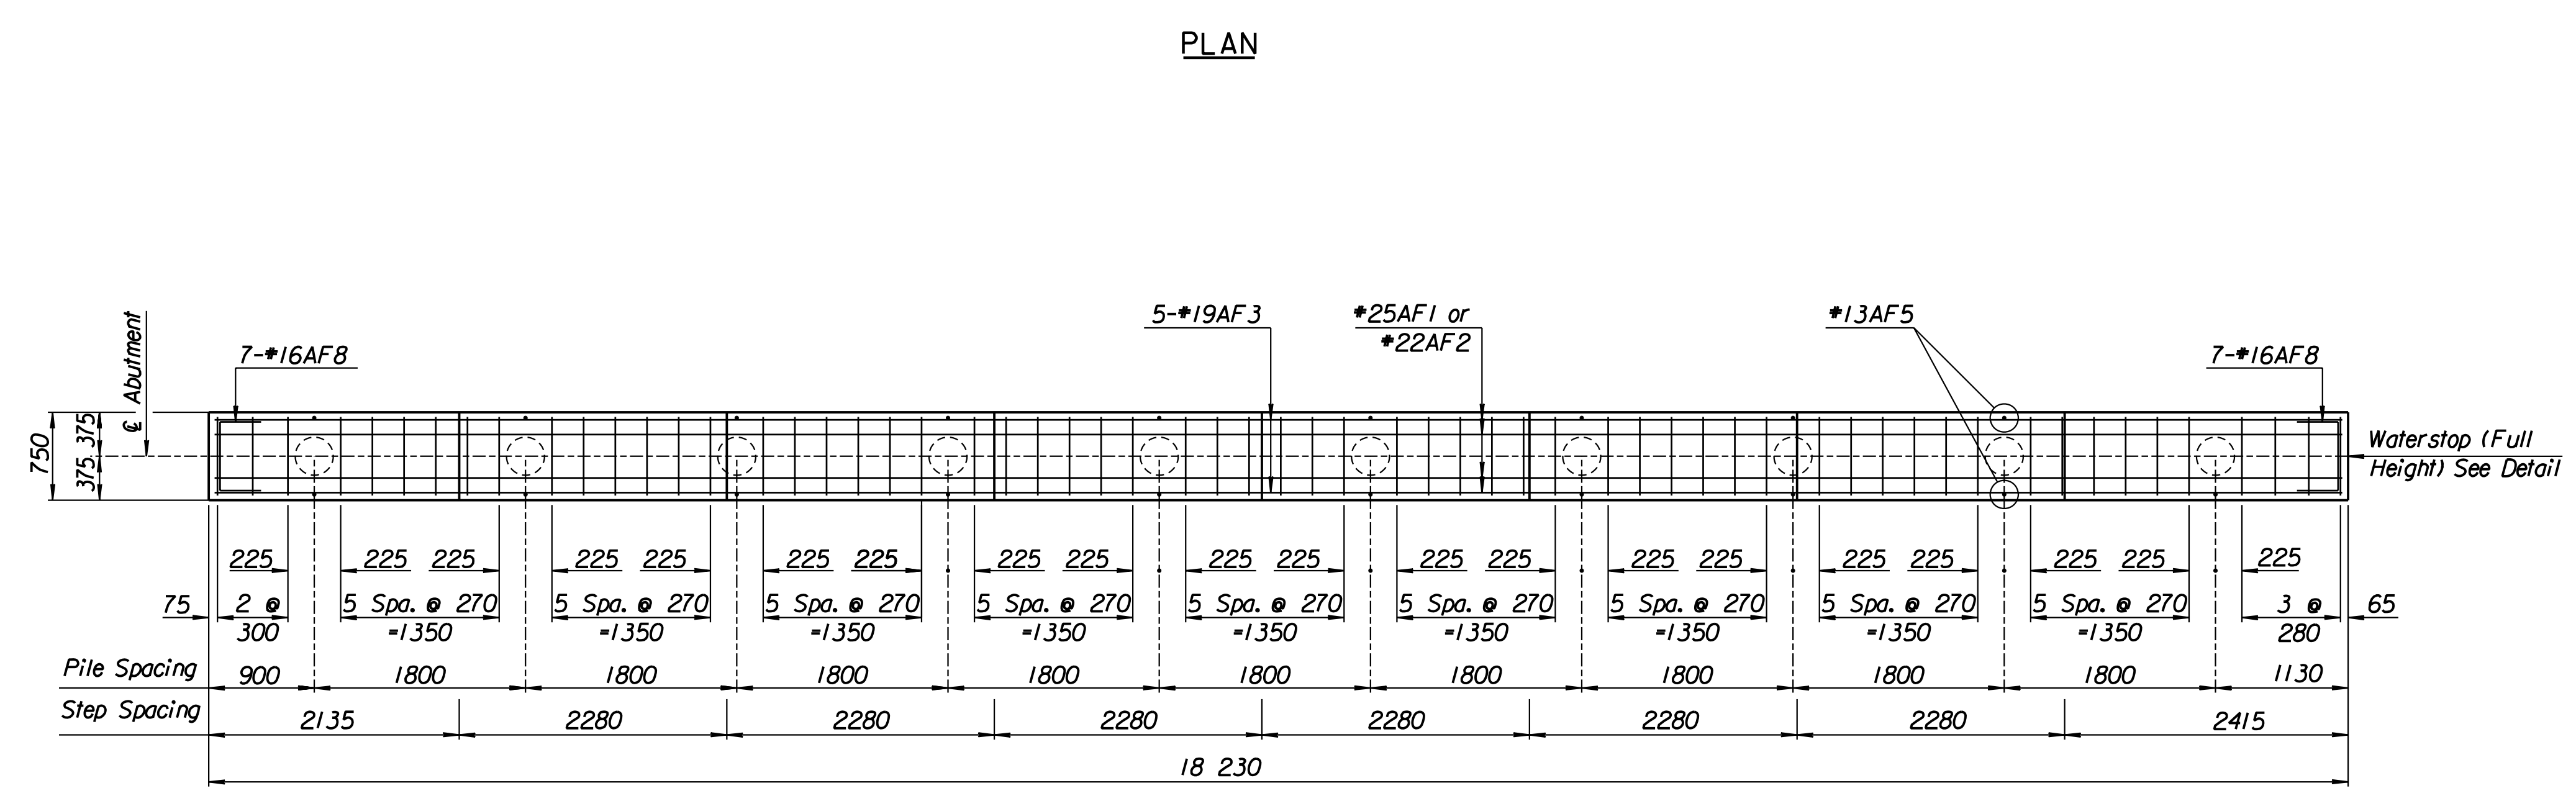 PLAN
5-#19AF3
#25AF1 or
#22AF2
#13AF5
7-#16AF8
7-#16AF8
℄ Abutment
750
375
375
Waterstop (Full
Height) See Detail
225 225 225 225 225 225 225 225 225 225 225 225 225 225 225 225 225 225 225 225
75 2 @ 5 Spa. @ 270 5 Spa. @ 270 5 Spa. @ 270 5 Spa. @ 270 5 Spa. @ 270 5 Spa. @ 270 5 Spa. @ 270 5 Spa. @ 270 5 Spa. @ 270 3 @ 65
300 =1350 =1350 =1350 =1350 =1350 =1350 =1350 =1350 =1350 280
Pile Spacing 900 1800 1800 1800 1800 1800 1800 1800 1800 1800 1130
Step Spacing 2135 2280 2280 2280 2280 2280 2280 2415
18 230